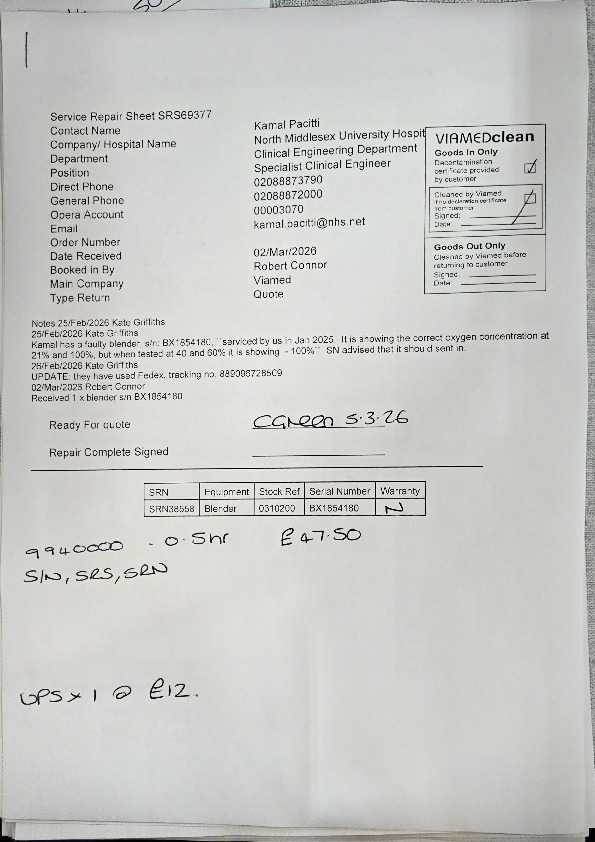 Service Repair Sheet SRS69377
Contact Name Kamal Pacitti
Company/ Hospital Name North Middlesex University Hospit
Department Clinical Engineering Department
Position Specialist Clinical Engineer
Direct Phone 02088873790
General Phone 02088872000
Opera Account 00003070
Email kamal.pacitti@nhs.net
Order Number
Date Received 02/Mar/2026
Booked in By Robert Connor
Main Company Viamed
Type Return Quote
VIAMEDclean
Goods In Only
Decontamination
certificate provided
by customer
Cleaned by Viamed
if no declaration certificate
from customer
Signed:
Date:
Goods Out Only
Cleaned by Viamed before
returning to customer
Signed:
Date:
Notes 25/Feb/2026 Kate Griffiths
25/Feb/2026 Kate Griffiths
Kamal has a faulty blender, s/n: BX1854180, ``serviced by us in Jan 2025. It is showing the correct oxygen concentration at
21% and 100%, but when tested at 40 and 60% it is showing ~100%``. SN advised that it should sent in.
26/Feb/2026 Kate Griffiths
UPDATE: they have used Fedex, tracking no. 889096728509
02/Mar/2026 Robert Connor
Received 1 x blender s/n BX1854180
Ready For quote CGreen 5.3.26
Repair Complete Signed
SRN Equipment Stock Ref Serial Number Warranty
SRN38558 Blender 0310200 BX1854180 N
9940000 - 0.5hr £47.50
S/N, SRS, SRN
UPS x 1 @ £12.